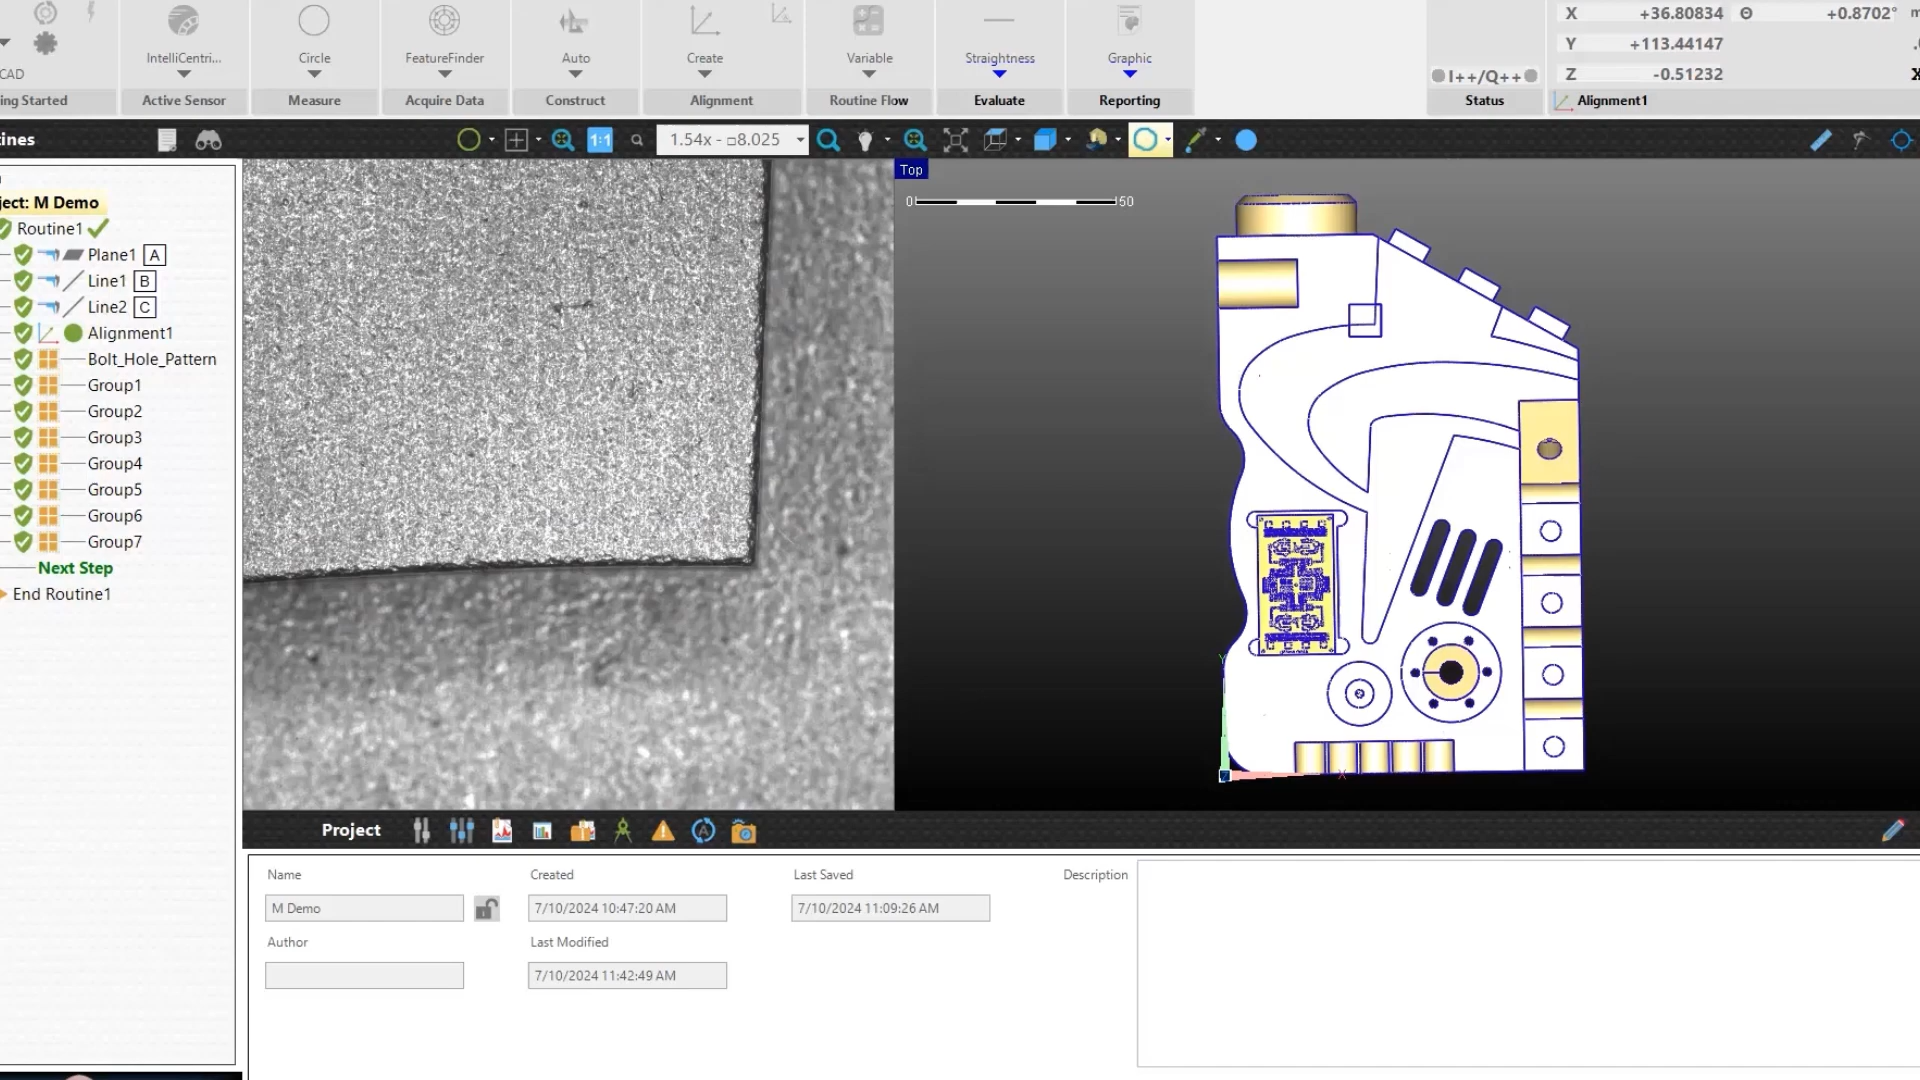 IntelliCentri...
Circle
FeatureFinder
Auto
Create
Variable
Straightness
Graphic
CAD
ing Started
Active Sensor
Measure
Acquire Data
Construct
Alignment
Routine Flow
Evaluate
Reporting
I++/Q++
Status
X +36.80834 Θ +0.8702°
Y +113.44147
Z -0.51232
Alignment1
ines
1:1
1.54x - □8.025
ject: M Demo
Routine1
Plane1 A
Line1 B
Line2 C
Alignment1
Bolt_Hole_Pattern
Group1
Group2
Group3
Group4
Group5
Group6
Group7
Next Step
End Routine1
Top
0 50
Y
X
Project
Name
M Demo
Created
7/10/2024 10:47:20 AM
Last Saved
7/10/2024 11:09:26 AM
Description
Author
Last Modified
7/10/2024 11:42:49 AM